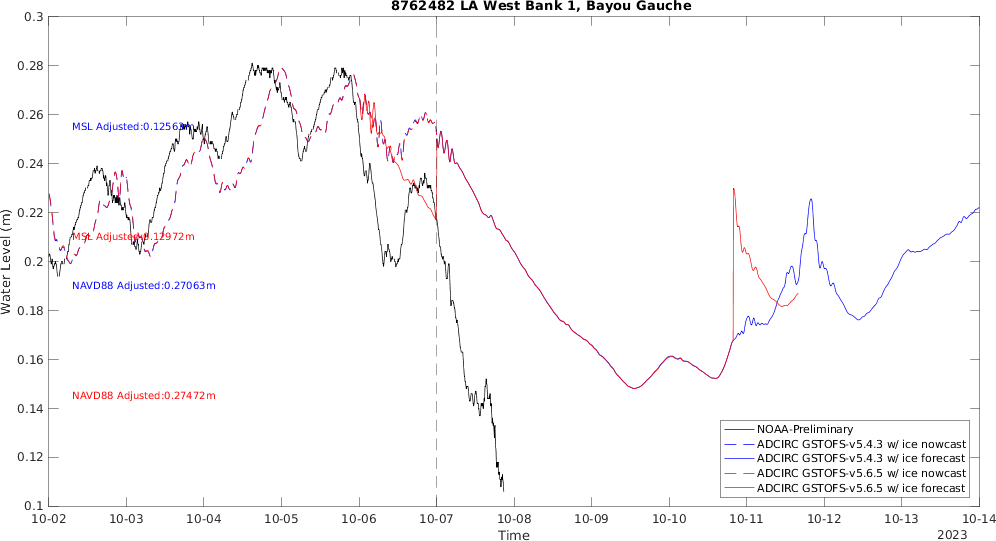 8762482 LA West Bank 1, Bayou Gauche
0.3
0.28
0.26
0.24
0.22
0.2
0.18
0.16
0.14
0.12
0.1
Water Level (m)
MSL Adjusted:0.12563m
MSL Adjusted:0.12972m
NAVD88 Adjusted:0.27063m
NAVD88 Adjusted:0.27472m
NOAA-Preliminary
ADCIRC GSTOFS-v5.4.3 w/ ice nowcast
ADCIRC GSTOFS-v5.4.3 w/ ice forecast
ADCIRC GSTOFS-v5.6.5 w/ ice nowcast
ADCIRC GSTOFS-v5.6.5 w/ ice forecast
10-02 10-03 10-04 10-05 10-06 10-07 10-08 10-09 10-10 10-11 10-12 10-13 10-14
Time
2023